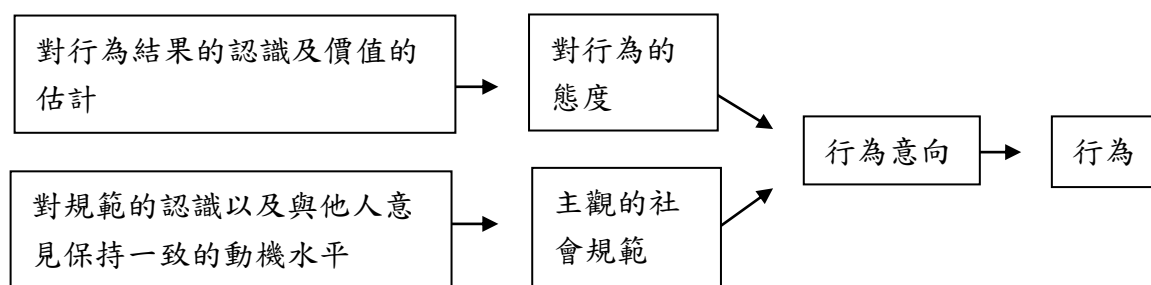 對行為結果的認識及價值的
估計
對行為的
態度
行為意向
行為
對規範的認識以及與他人意
見保持一致的動機水平
主觀的社
會規範